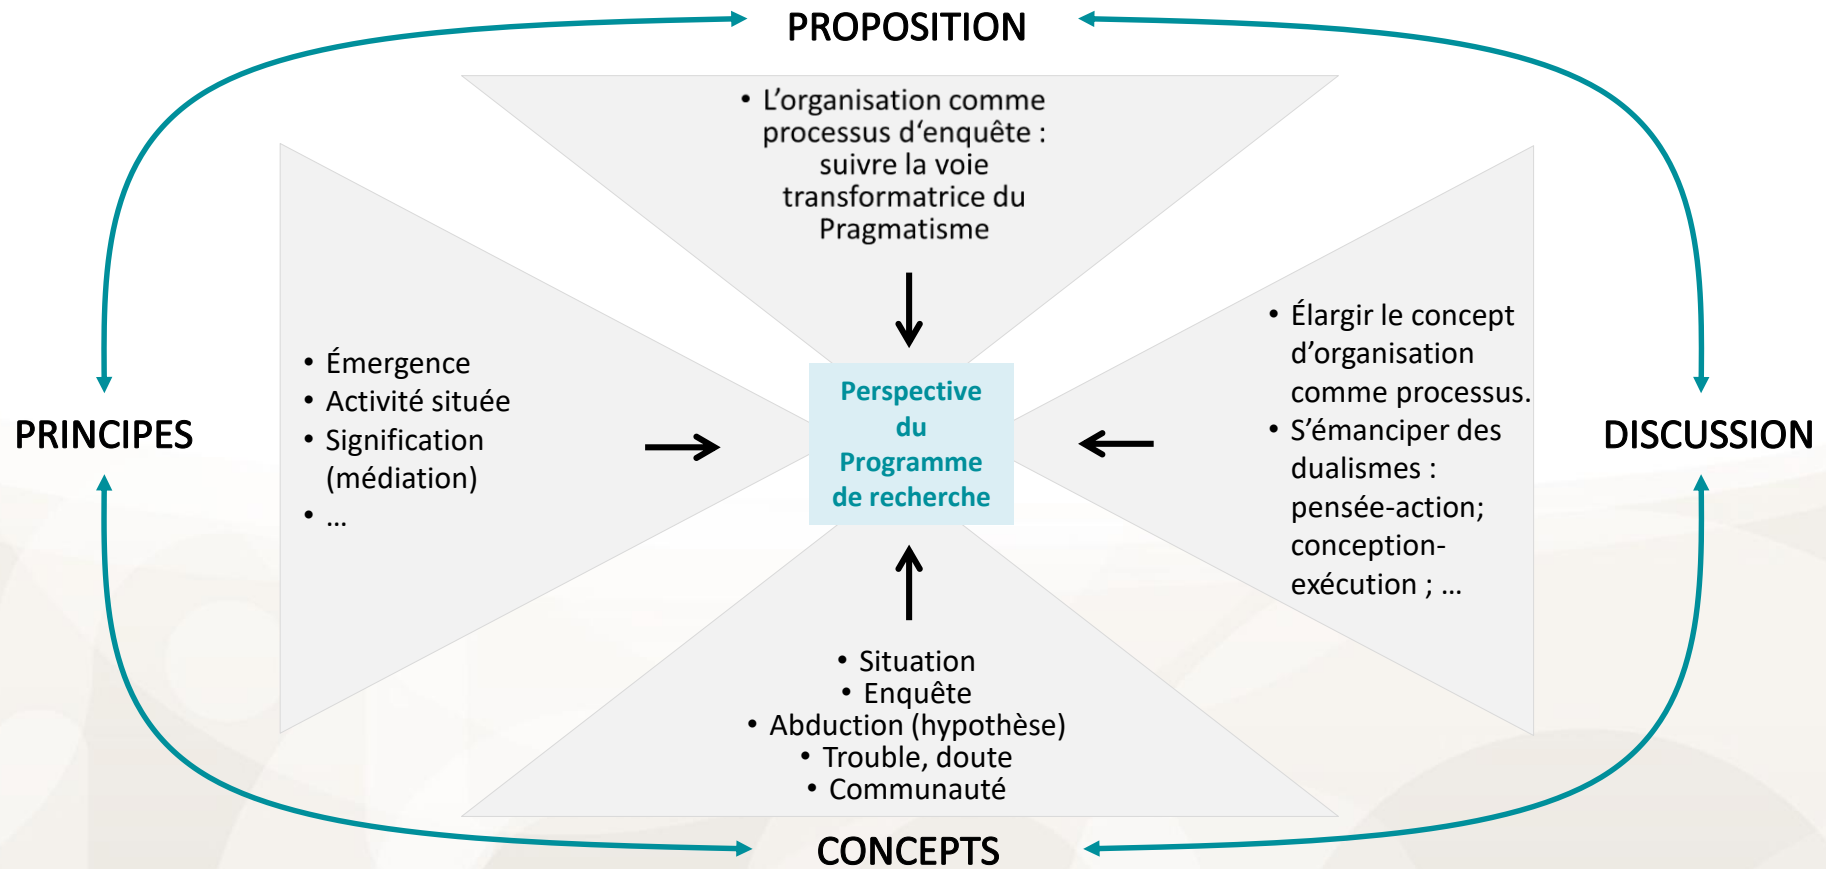 PROPOSITION
• L’organisation comme
processus d‘enquête :
suivre la voie
transformatrice du
Pragmatisme
PRINCIPES
• Émergence
• Activité située
• Signification
(médiation)
• ...
Perspective
du
Programme
de recherche
• Élargir le concept
d’organisation
comme processus.
• S’émanciper des
dualismes :
pensée-action;
conception-
exécution ; ...
DISCUSSION
• Situation
• Enquête
• Abduction (hypothèse)
• Trouble, doute
• Communauté
CONCEPTS